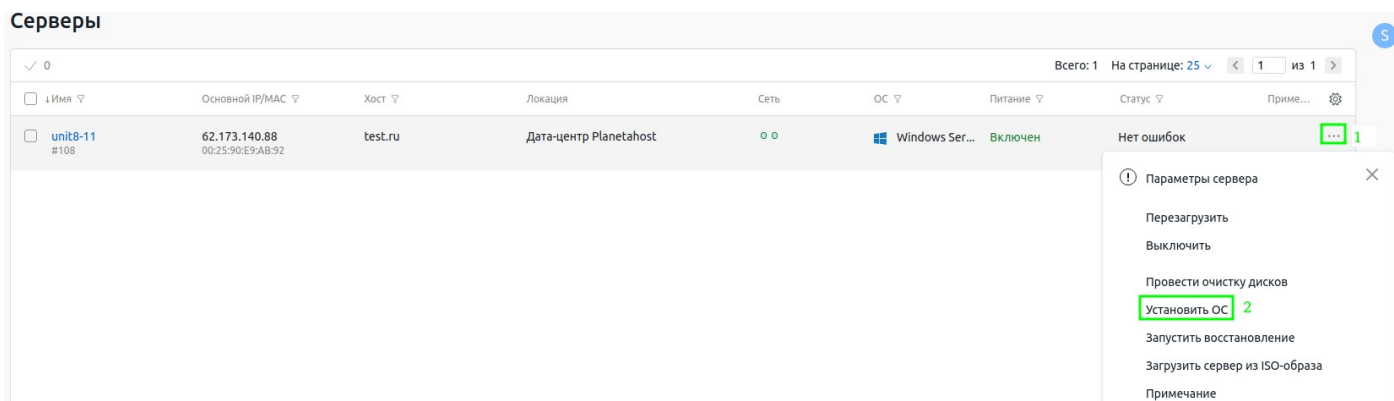 Серверы
S
0 Всего: 1 На странице: 25 1 из 1
↓Имя Основной IP/MAC Хост Локация Сеть ОС Питание Статус Приме...
unit8-11 62.173.140.88 test.ru Дата-центр Planetahost Windows Ser... Включен Нет ошибок ... 1
#108 00:25:90:E9:AB:92
Параметры сервера
Перезагрузить
Выключить
Провести очистку дисков
Установить ОС 2
Запустить восстановление
Загрузить сервер из ISO-образа
Примечание